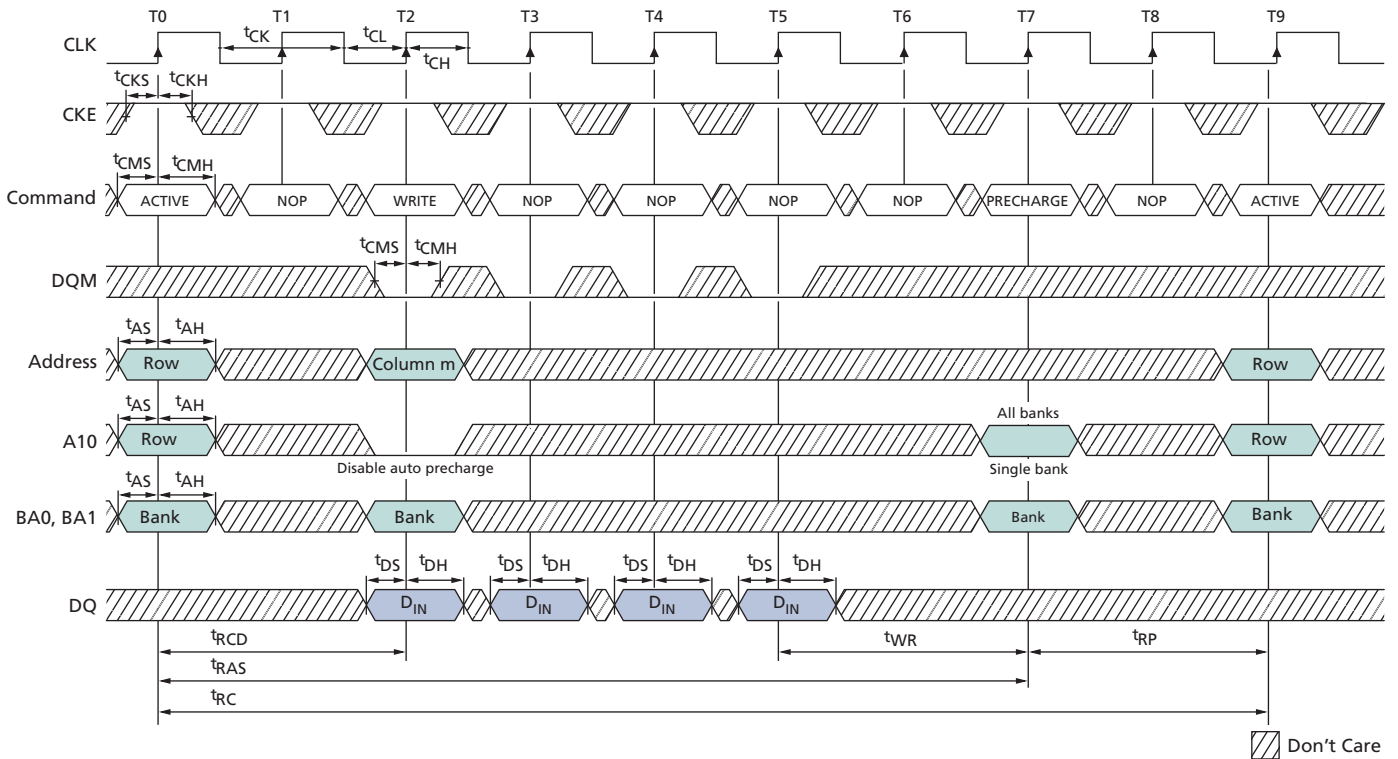 T0 T1 T2 T3 T4 T5 T6 T7 T8 T9
CLK tCK tCL tCH
tCKS tCKH
CKE
tCMS tCMH
Command ACTIVE NOP WRITE NOP NOP NOP NOP PRECHARGE NOP ACTIVE
tCMS tCMH
DQM
tAS tAH
Address Row Column m Row
tAS tAH All banks
A10 Row Row
Disable auto precharge Single bank
tAS tAH
BA0, BA1 Bank Bank Bank Bank
tDS tDH tDS tDH tDS tDH tDS tDH
DQ DIN DIN DIN DIN
tRCD tWR tRP
tRAS
tRC
Don't Care